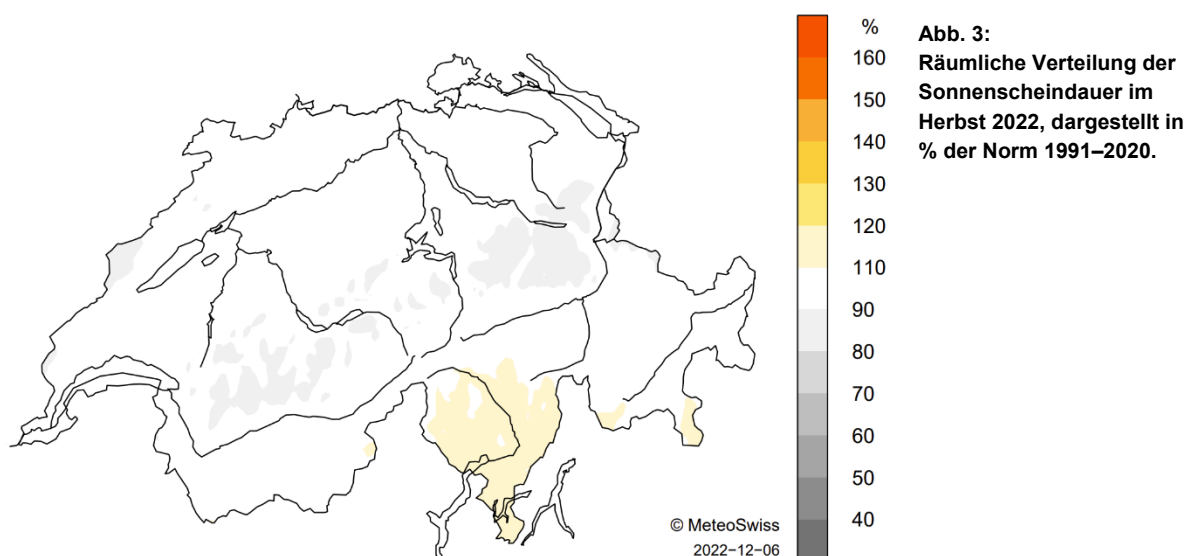 %
160
150
140
130
120
110
90
80
70
60
50
40
Abb. 3:
Räumliche Verteilung der
Sonnenscheindauer im
Herbst 2022, dargestellt in
% der Norm 1991–2020.
© MeteoSwiss
2022−12−06